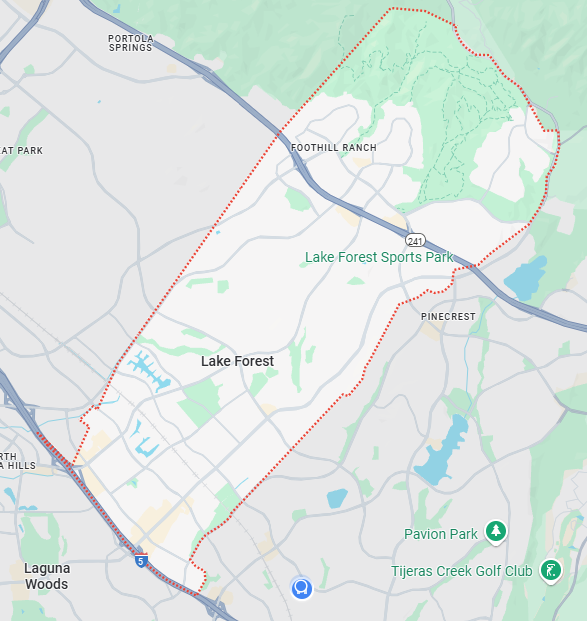 PORTOLA
SPRINGS
EAT PARK
FOOTHILL RANCH
241
Lake Forest Sports Park
PINECREST
Lake Forest
RTH
A HILLS
Pavion Park
5
Laguna
Woods
Tijeras Creek Golf Club